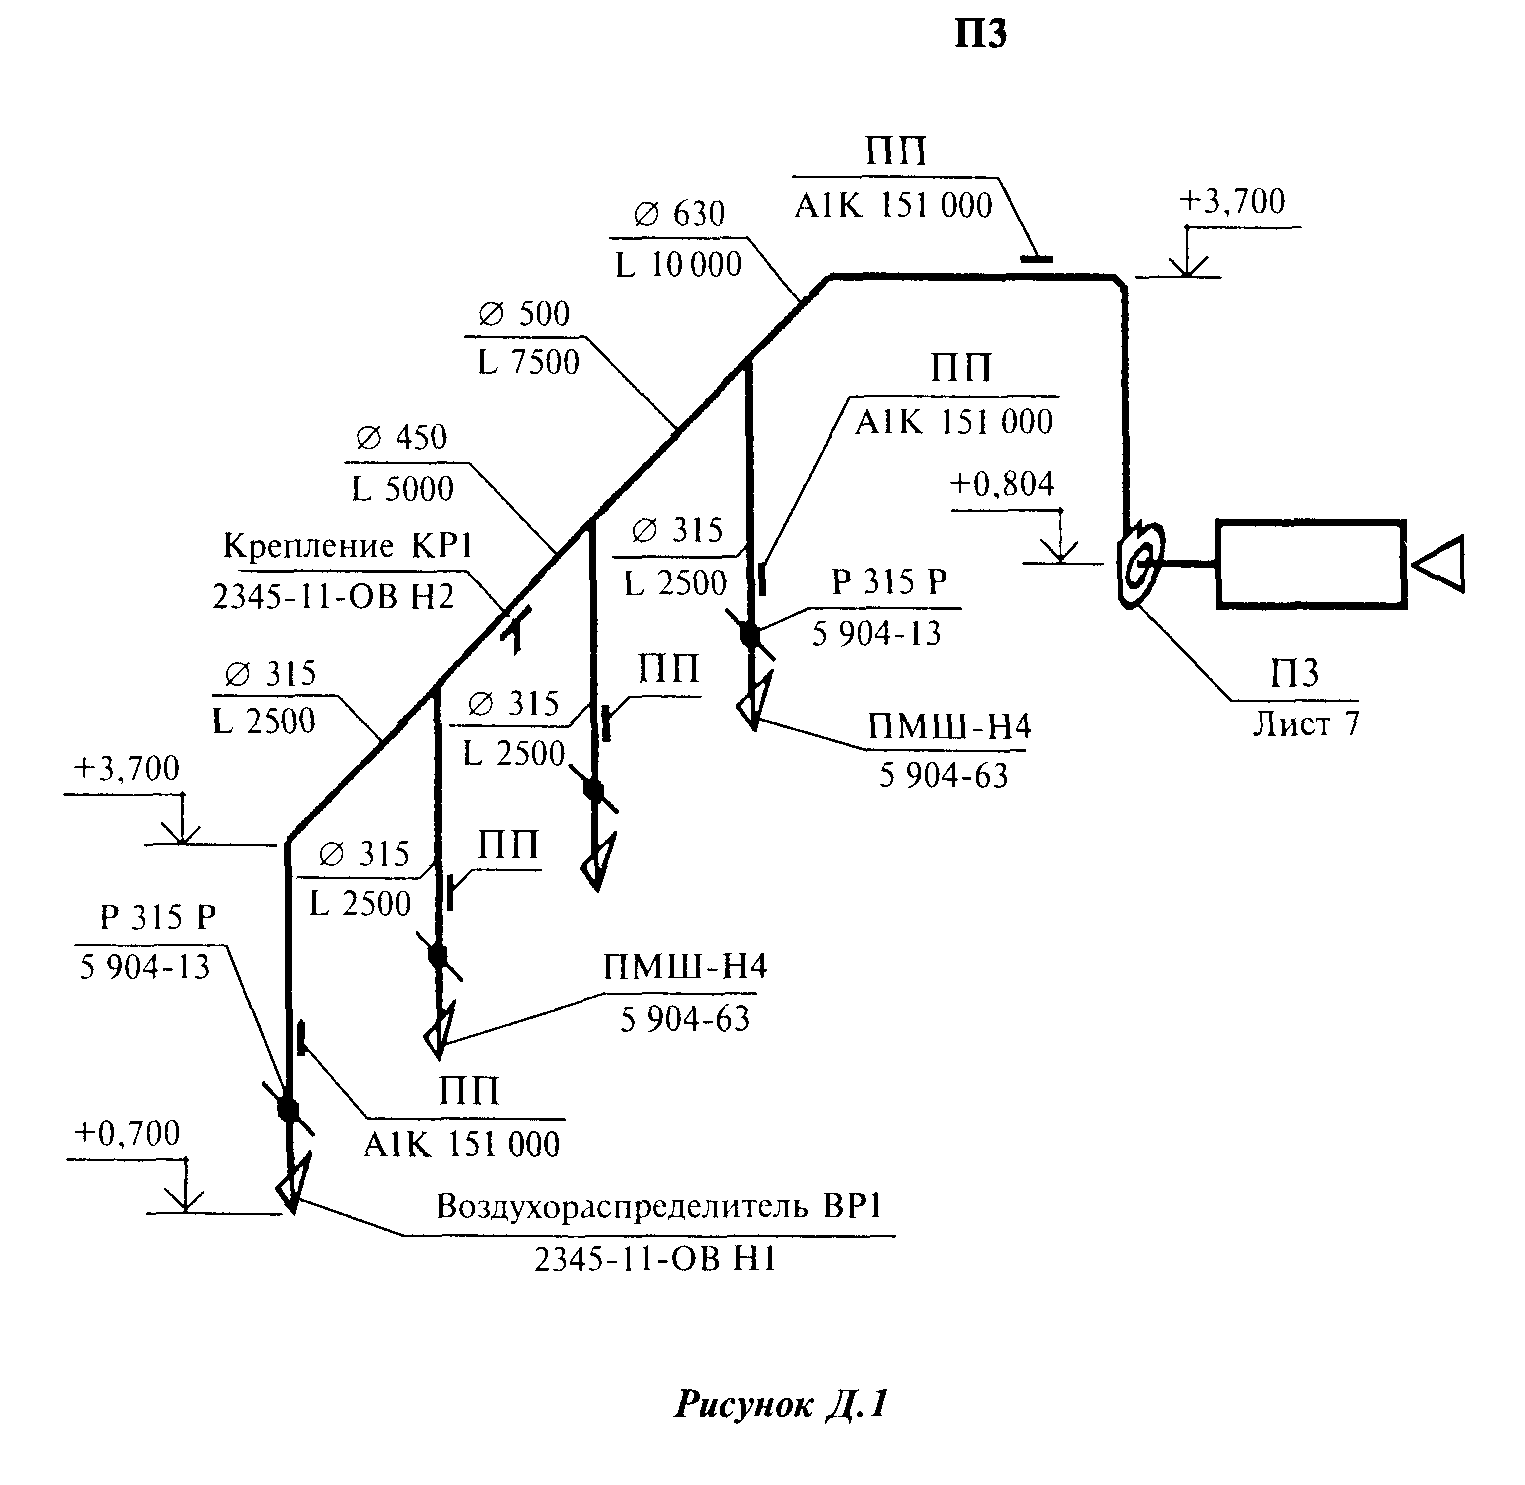 П3
ПП
А1К 151 000
+3,700
∅ 630
L 10 000
∅ 500
L 7500
ПП
А1К 151 000
∅ 450
L 5000
+0,804
Крепление КР1
2345-11-ОВ Н2
∅ 315
L 2500
Р 315 Р
5 904-13
∅ 315
L 2500
ПП
∅ 315
L 2500
П3
Лист 7
ПМШ-Н4
5 904-63
+3,700
∅ 315
L 2500
ПП
Р 315 Р
5 904-13
ПМШ-Н4
5 904-63
ПП
А1К 151 000
+0,700
Воздухораспределитель ВР1
2345-11-ОВ Н1
Рисунок Д.1